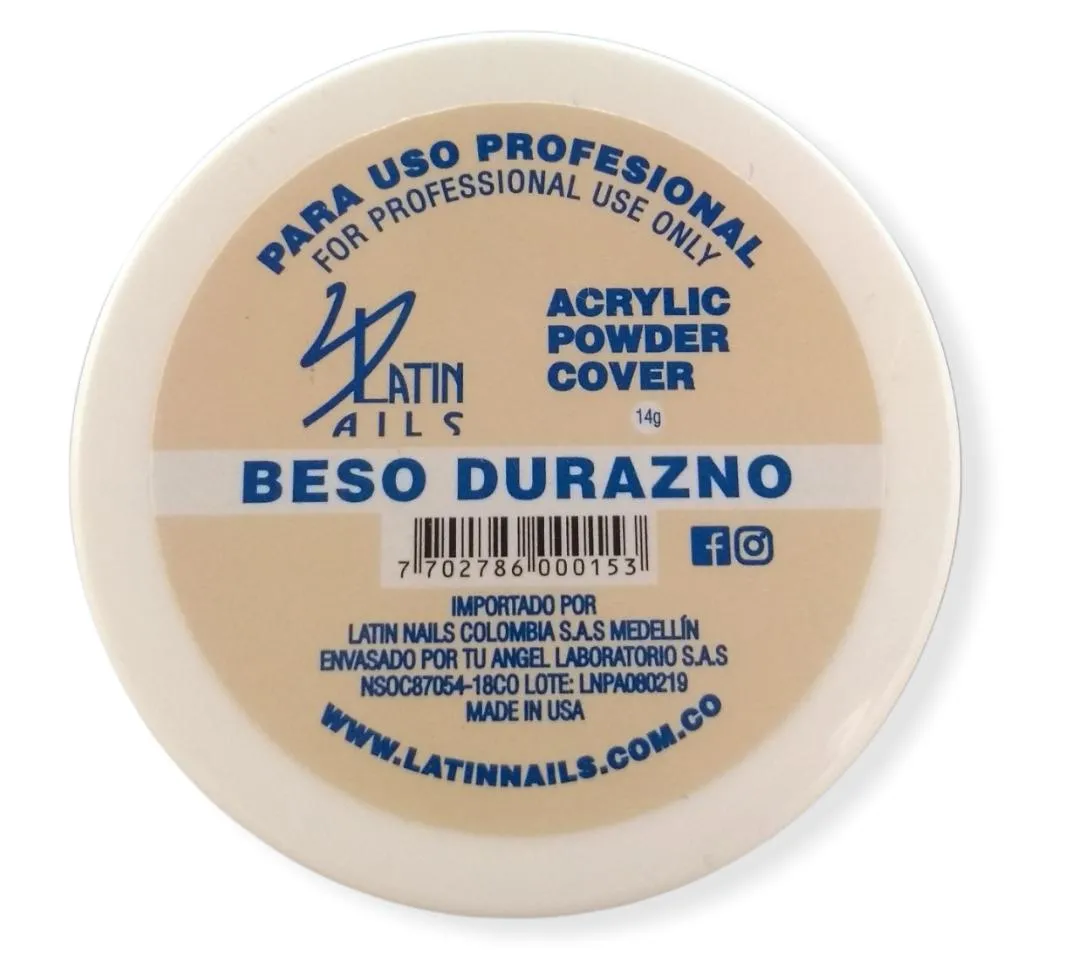 PARA USO PROFESIONAL
FOR PROFESSIONAL USE ONLY
LATIN
NAILS
ACRYLIC
POWDER
COVER
14g
BESO DURAZNO
7 702786 000153
IMPORTADO POR
LATIN NAILS COLOMBIA S.A.S MEDELLÍN
ENVASADO POR TU ANGEL LABORATORIO S.A.S
NSOC87054-18CO LOTE: LNPA080219
MADE IN USA
WWW.LATINNAILS.COM.CO